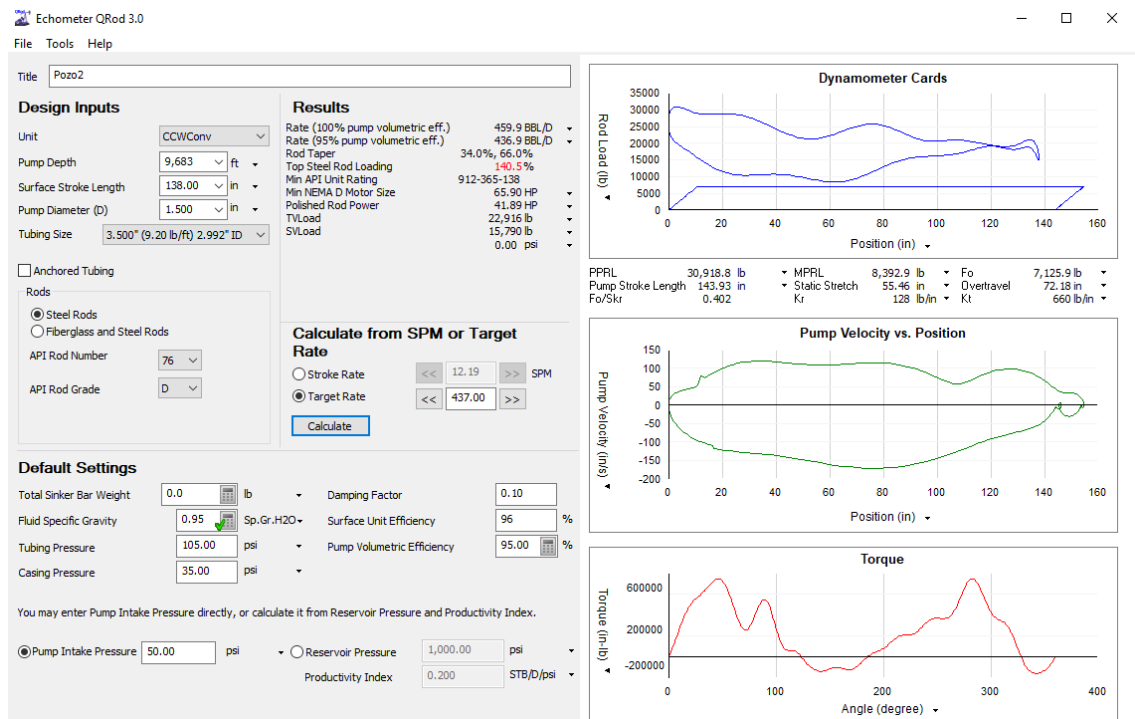 Echometer QRod 3.0
File Tools Help
Title Pozo2
Design Inputs
Unit CCWConv
Pump Depth 9,683 ft
Surface Stroke Length 138.00 in
Pump Diameter (D) 1.500 in
Tubing Size 3.500" (9.20 lb/ft) 2.992" ID
Anchored Tubing
Rods
Steel Rods
Fiberglass and Steel Rods
API Rod Number 76
API Rod Grade D
Results
Rate (100% pump volumetric eff.) 459.9 BBL/D
Rate (95% pump volumetric eff.) 436.9 BBL/D
Rod Taper 34.0%, 66.0%
Top Steel Rod Loading 140.5%
Min API Unit Rating 912-365-138
Min NEMA D Motor Size 65.90 HP
Polished Rod Power 41.89 HP
TVLoad 22,916 lb
SVLoad 15,790 lb
0.00 psi
Calculate from SPM or Target
Rate
Stroke Rate << 12.19 >> SPM
Target Rate << 437.00 >>
Calculate
Default Settings
Total Sinker Bar Weight 0.0 lb
Fluid Specific Gravity 0.95 Sp.Gr.H2O
Tubing Pressure 105.00 psi
Casing Pressure 35.00 psi
Damping Factor 0.10
Surface Unit Efficiency 96 %
Pump Volumetric Efficiency 95.00 %
You may enter Pump Intake Pressure directly, or calculate it from Reservoir Pressure and Productivity Index.
Pump Intake Pressure 50.00 psi
Reservoir Pressure 1,000.00 psi
Productivity Index 0.200 STB/D/psi
Dynamometer Cards
Rod Load (lb)
35000
30000
25000
20000
15000
10000
5000
0
0 20 40 60 80 100 120 140 160
Position (in)
PPRL 30,918.8 lb MPRL 8,392.9 lb Fo 7,125.9 lb
Pump Stroke Length 143.93 in Static Stretch 55.46 in Overtravel 72.18 in
Fo/Skr 0.402 Kr 128 lb/in Kt 660 lb/in
Pump Velocity vs. Position
Pump Velocity (in/s)
150
100
50
0
-50
-100
-150
-200
0 20 40 60 80 100 120 140 160
Position (in)
Torque
Torque (in-lb)
600000
200000
-200000
0 100 200 300 400
Angle (degree)